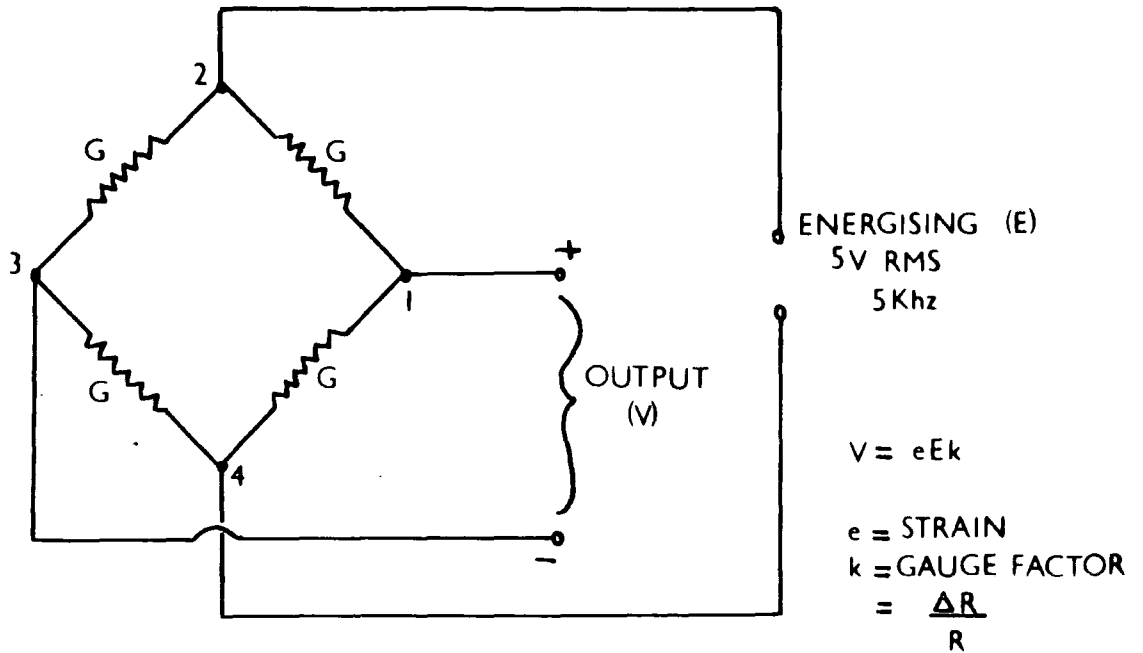 2
G
G
3
1
+
ENERGISING (E)
5V RMS
5Khz
G
G
OUTPUT
(V)
4
-
V = eEk
e = STRAIN
k = GAUGE FACTOR
= ΔR
R